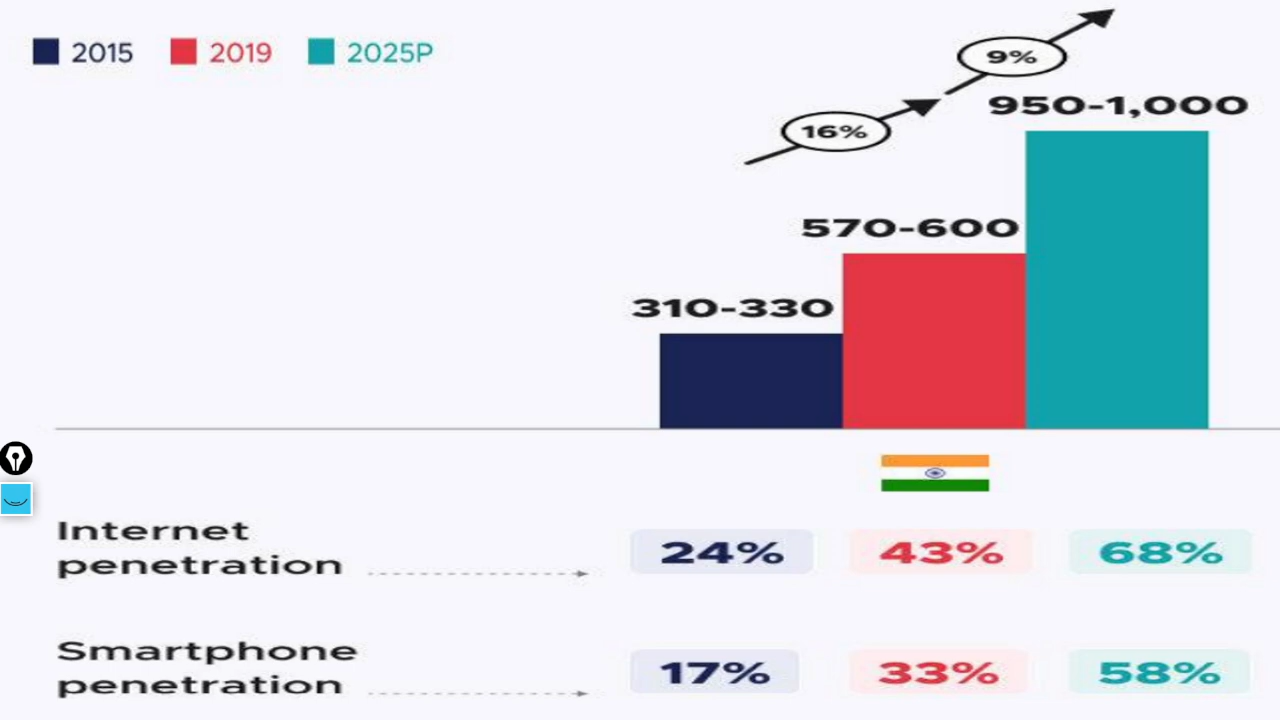 2015 2019 2025P
9%
950-1,000
16%
570-600
310-330
Internet
penetration 24% 43% 68%
Smartphone
penetration 17% 33% 58%